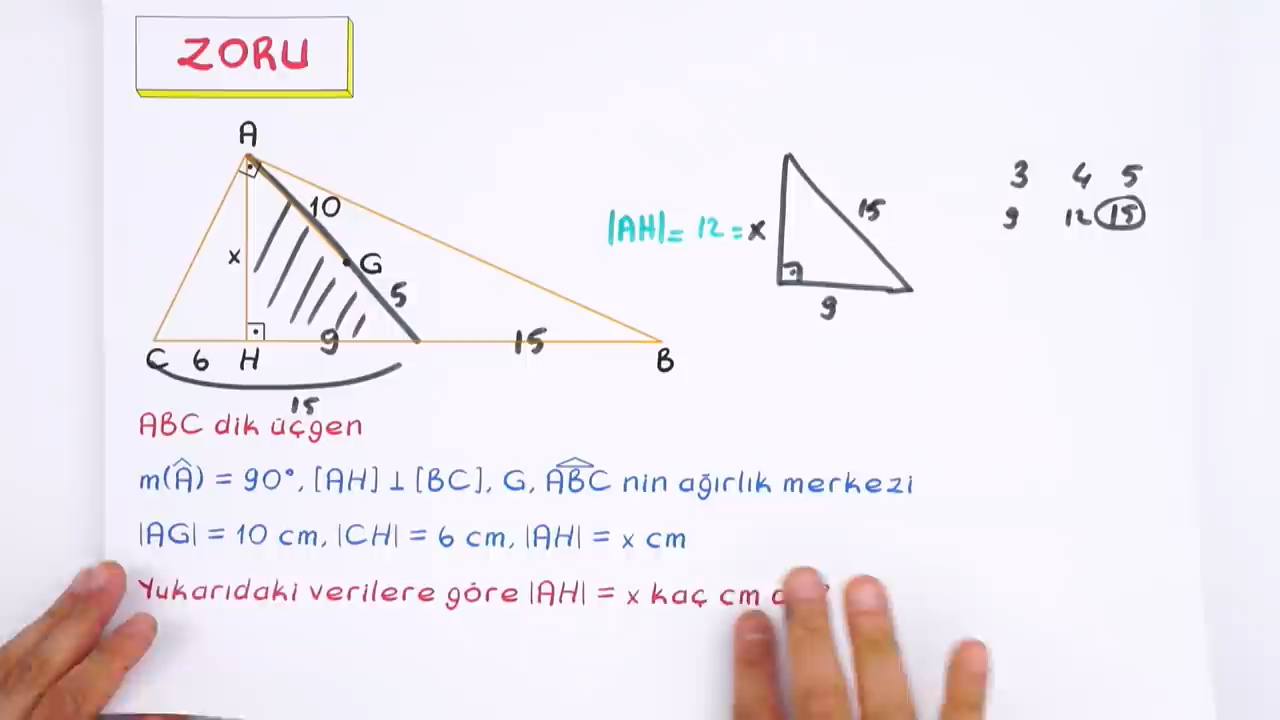 ZORU
A
10
x
G
5
9
15
C 6 H
B
15
|AH| = 12 = x
15
9
3 4 5
9 12 15
ABC dik üçgen
m(Â) = 90°, [AH] ⊥ [BC], G, ABC nin ağırlık merkezi
|AG| = 10 cm, |CH| = 6 cm, |AH| = x cm
Yukarıdaki verilere göre |AH| = x kaç cm